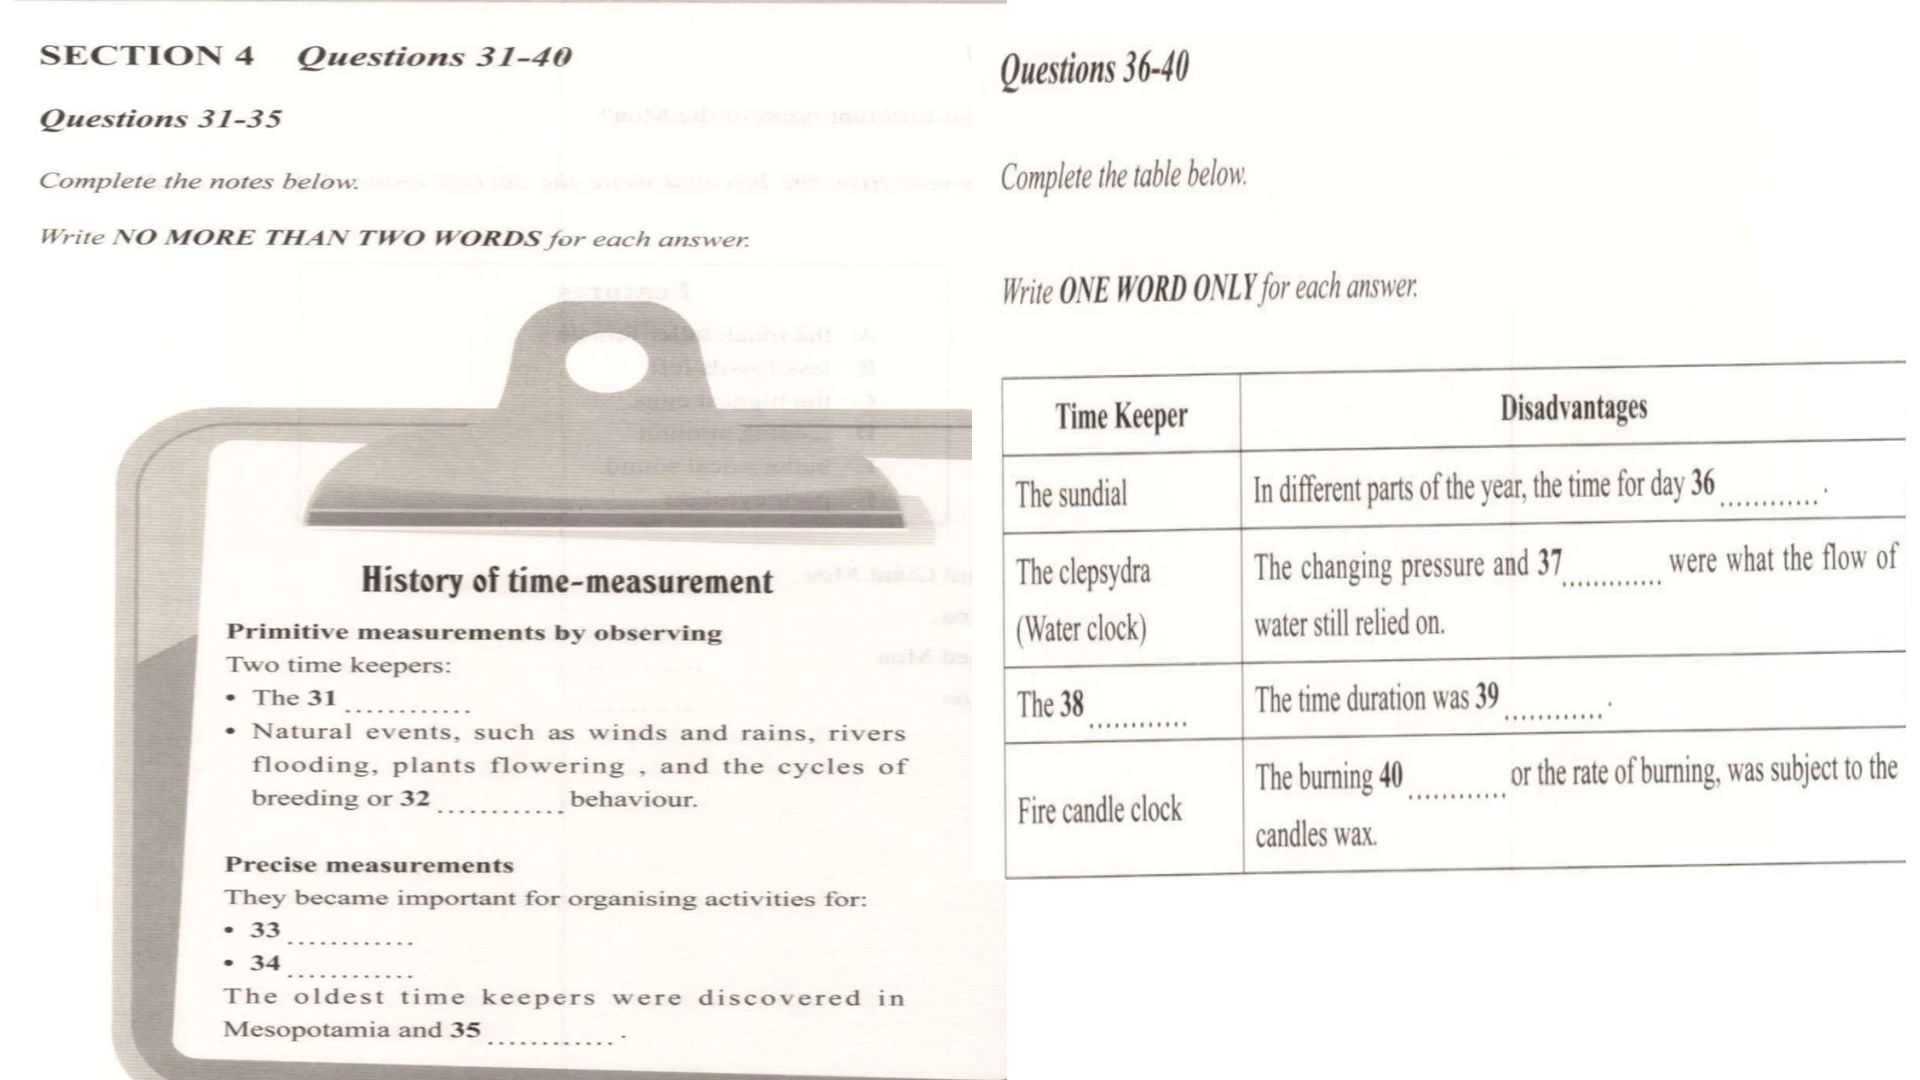 SECTION 4 Questions 31-40
Questions 31-35
Complete the notes below.
Write NO MORE THAN TWO WORDS for each answer.
History of time-measurement
Primitive measurements by observing
Two time keepers:
• The 31 ............
• Natural events, such as winds and rains, rivers
flooding, plants flowering , and the cycles of
breeding or 32 ............ behaviour.
Precise measurements
They became important for organising activities for:
• 33 ............
• 34 ............
The oldest time keepers were discovered in
Mesopotamia and 35 ............ .
Questions 36-40
Complete the table below.
Write ONE WORD ONLY for each answer.
Time Keeper Disadvantages
The sundial In different parts of the year, the time for day 36 ............ .
The clepsydra The changing pressure and 37 ............ were what the flow of
(Water clock) water still relied on.
The 38 ............ The time duration was 39 ............ .
Fire candle clock The burning 40 ............ or the rate of burning, was subject to the
candles wax.